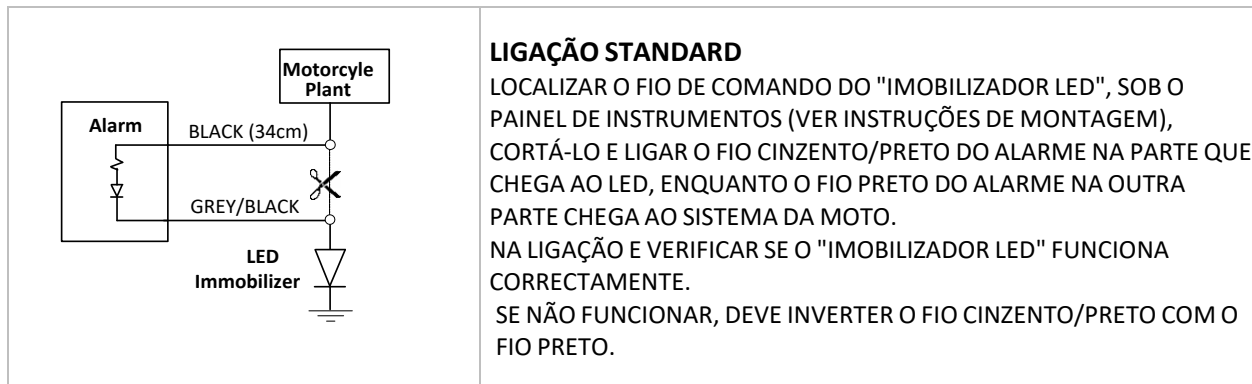 Motorcyle
Plant
Alarm
BLACK (34cm)
GREY/BLACK
LED
Immobilizer
LIGAÇÃO STANDARD
LOCALIZAR O FIO DE COMANDO DO "IMOBILIZADOR LED", SOB O
PAINEL DE INSTRUMENTOS (VER INSTRUÇÕES DE MONTAGEM),
CORTÁ-LO E LIGAR O FIO CINZENTO/PRETO DO ALARME NA PARTE QUE
CHEGA AO LED, ENQUANTO O FIO PRETO DO ALARME NA OUTRA
PARTE CHEGA AO SISTEMA DA MOTO.
NA LIGAÇÃO E VERIFICAR SE O "IMOBILIZADOR LED" FUNCIONA
CORRECTAMENTE.
SE NÃO FUNCIONAR, DEVE INVERTER O FIO CINZENTO/PRETO COM O
FIO PRETO.